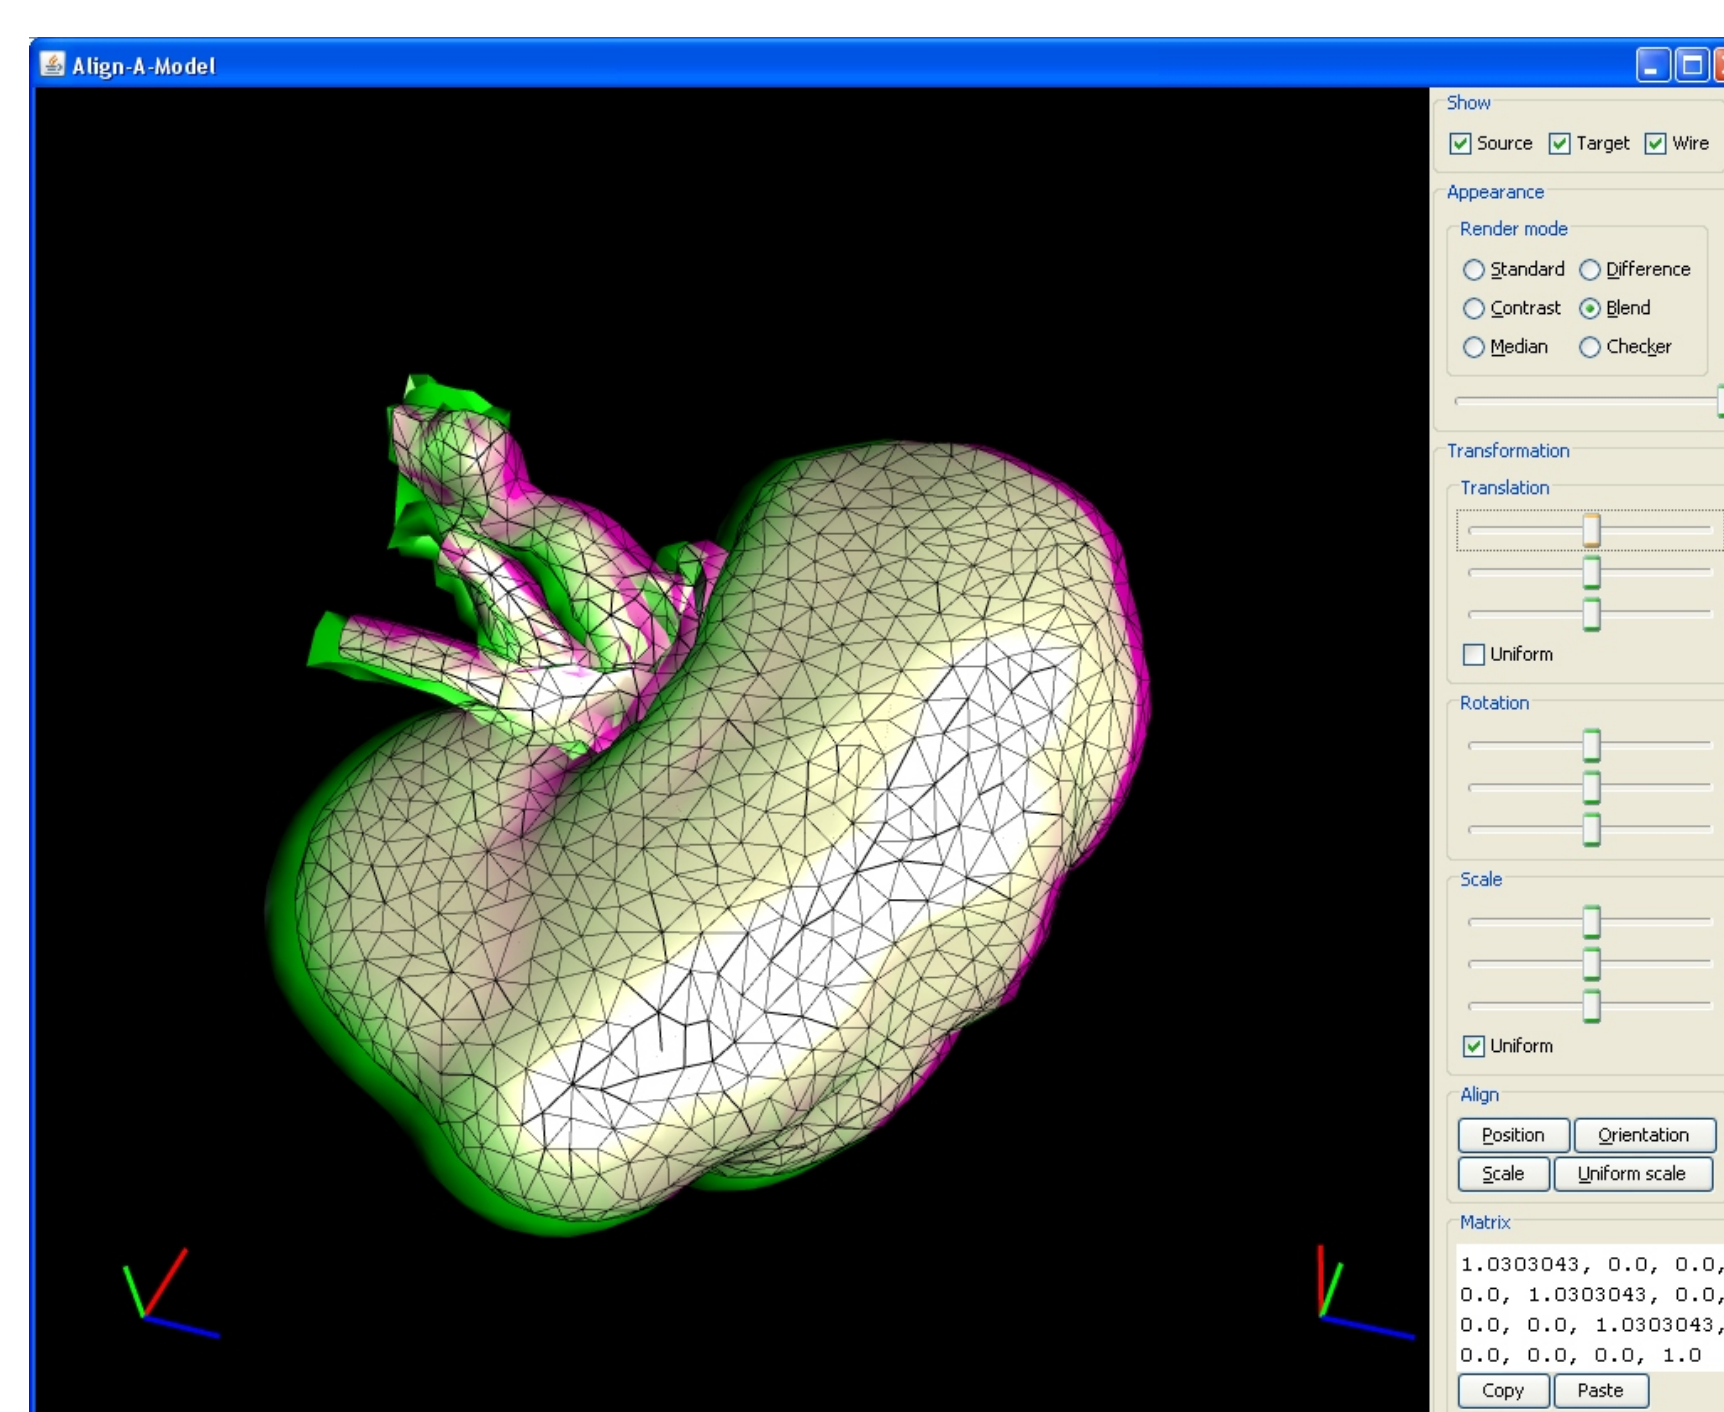 Align-A-Model
Show
Source Target Wire
Appearance
Render mode
Standard Difference
Contrast Blend
Median Checker
Transformation
Translation
Uniform
Rotation
Scale
Uniform
Align
Position Orientation
Scale Uniform scale
Matrix
1.0303043, 0.0, 0.0,
0.0, 1.0303043, 0.0,
0.0, 0.0, 1.0303043,
0.0, 0.0, 0.0, 1.0
Copy Paste